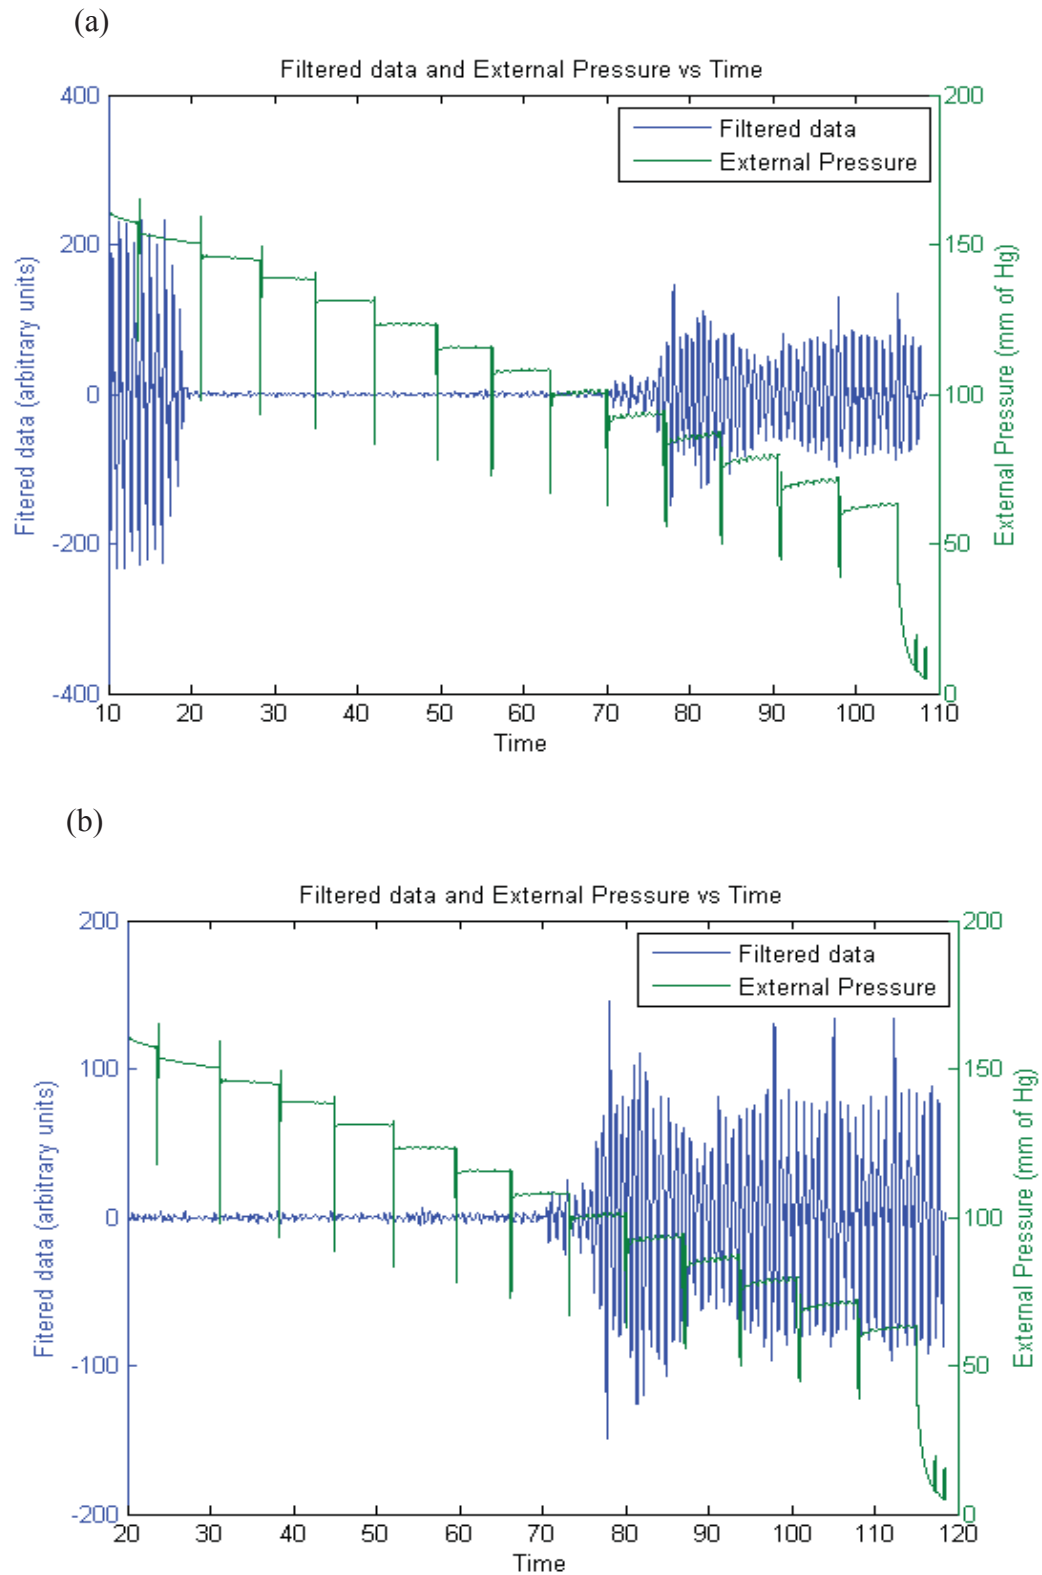 (a)
Filtered data and External Pressure vs Time
Filtered data
External Pressure
400
200
0
-200
-400
Fitered data (arbitrary units)
200
150
100
50
0
External Pressure (mm of Hg)
10 20 30 40 50 60 70 80 90 100 110
Time
(b)
Filtered data and External Pressure vs Time
Filtered data
External Pressure
200
100
0
-100
-200
Fitered data (arbitrary units)
200
150
100
50
0
External Pressure (mm of Hg)
20 30 40 50 60 70 80 90 100 110 120
Time